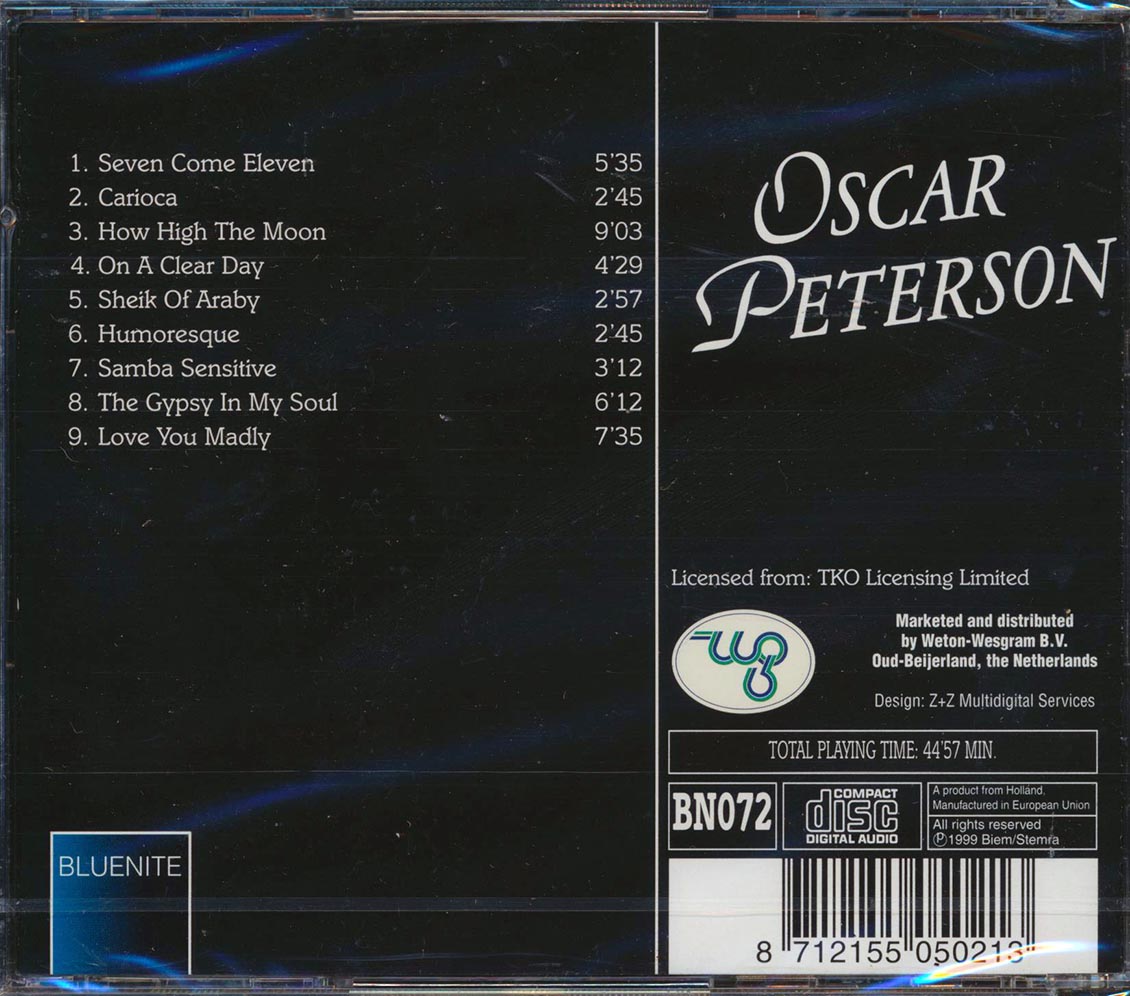 1. Seven Come Eleven 5'35
2. Carioca 2'45
3. How High The Moon 9'03
4. On A Clear Day 4'29
5. Sheik Of Araby 2'57
6. Humoresque 2'45
7. Samba Sensitive 3'12
8. The Gypsy In My Soul 6'12
9. Love You Madly 7'35
BLUENITE
OSCAR
PETERSON
Licensed from: TKO Licensing Limited
Marketed and distributed
by Weton-Wesgram B.V.
Oud-Beijerland, the Netherlands
Design: Z+Z Multidigital Services
TOTAL PLAYING TIME: 44'57 MIN.
BN072
COMPACT
disc
DIGITAL AUDIO
A product from Holland.
Manufactured in European Union
All rights reserved
℗1999 Biem/Stemra
8 712155 050213